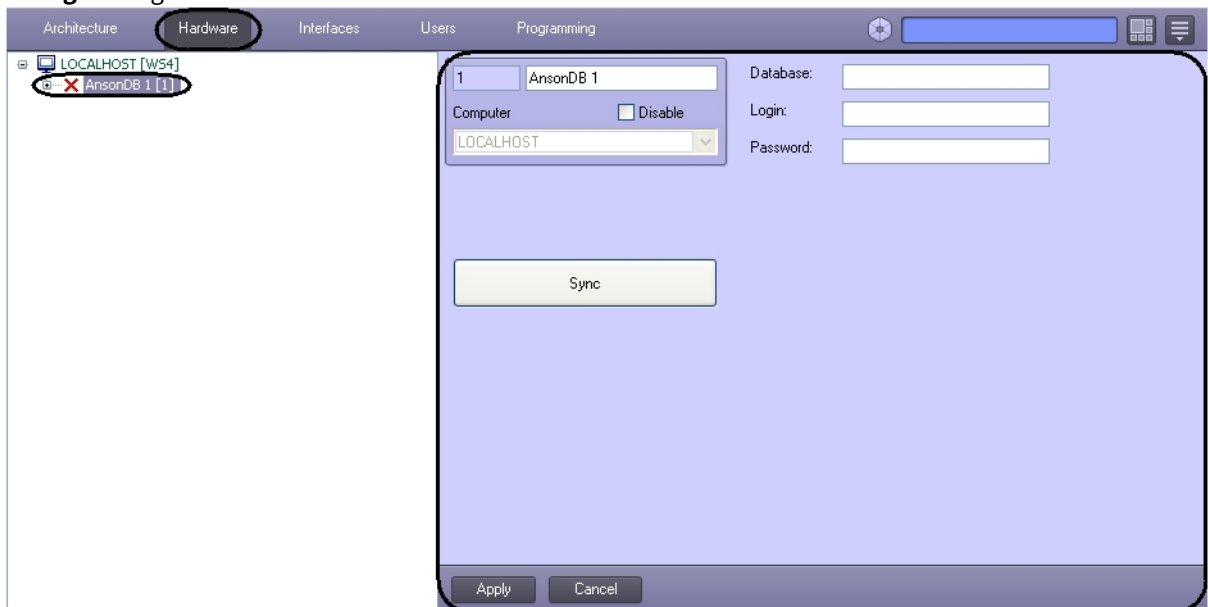 Architecture Hardware Interfaces Users Programming
LOCALHOST [WS4]
AnsonDB 1 [1]
1 AnsonDB 1
Computer Disable
LOCALHOST
Database:
Login:
Password:
Sync
Apply Cancel